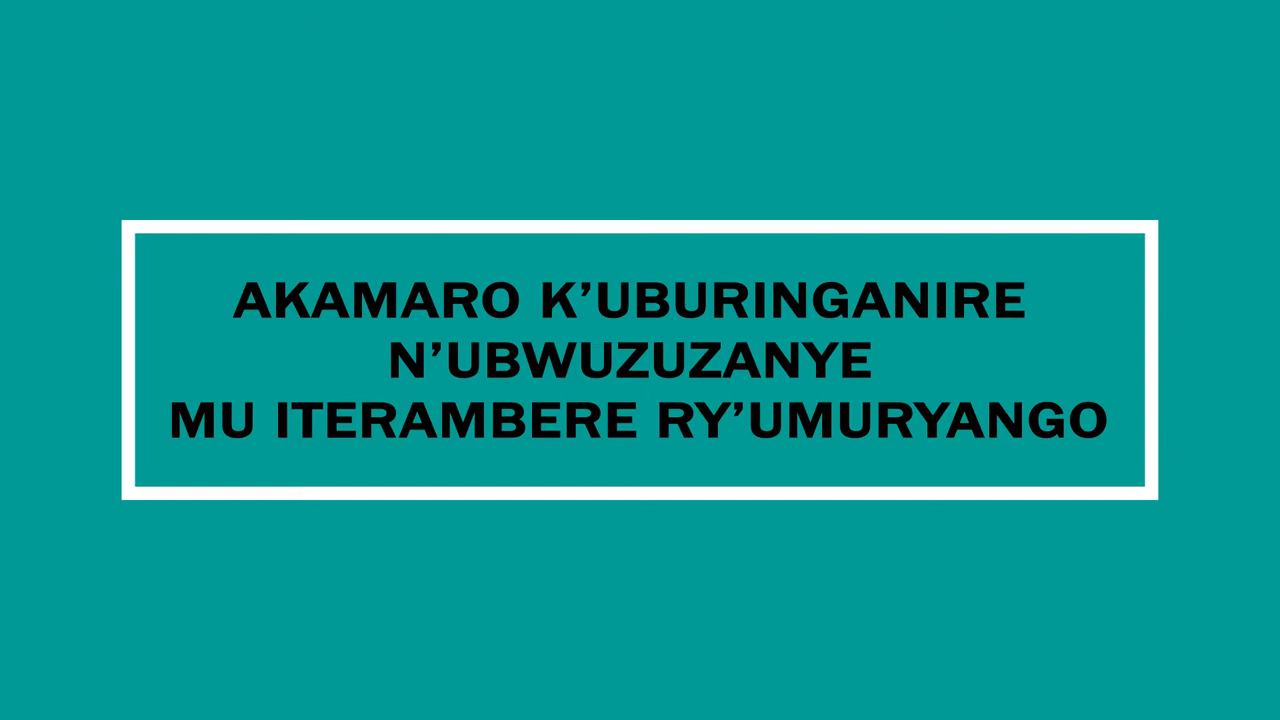 AKAMARO K’UBURINGANIRE
N’UBWUZUZANYE
MU ITERAMBERE RY’UMURYANGO